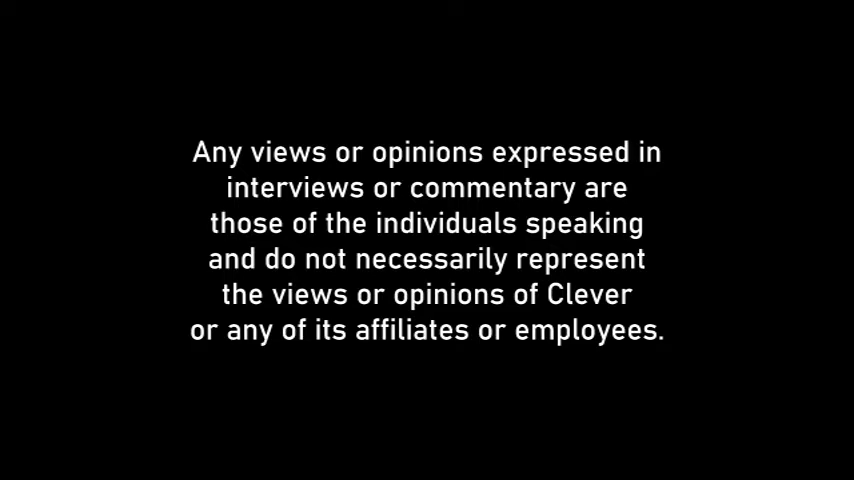 Any views or opinions expressed in
interviews or commentary are
those of the individuals speaking
and do not necessarily represent
the views or opinions of Clever
or any of its affiliates or employees.